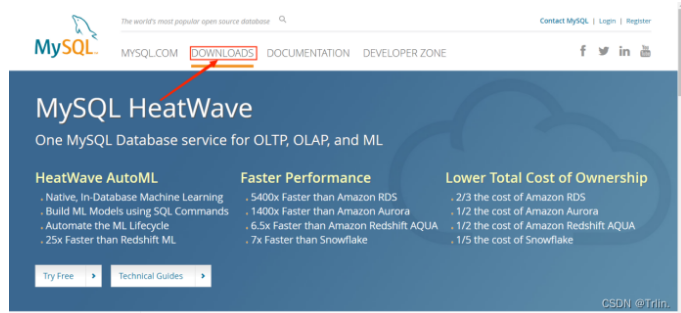 The world's most popular open source database
Contact MySQL | Login | Register
MySQL
MYSQL.COM DOWNLOADS DOCUMENTATION DEVELOPER ZONE
MySQL HeatWave
One MySQL Database service for OLTP, OLAP, and ML
HeatWave AutoML
. Native, In-Database Machine Learning
. Build ML Models using SQL Commands
. Automate the ML Lifecycle
. 25x Faster than Redshift ML
Faster Performance
. 5400x Faster than Amazon RDS
. 1400x Faster than Amazon Aurora
. 6.5x Faster than Amazon Redshift AQUA
. 7x Faster than Snowflake
Lower Total Cost of Ownership
. 2/3 the cost of Amazon RDS
. 1/2 the cost of Amazon Aurora
. 1/2 the cost of Amazon Redshift AQUA
. 1/5 the cost of Snowflake
Try Free
Technical Guides
CSDN @Trlin.